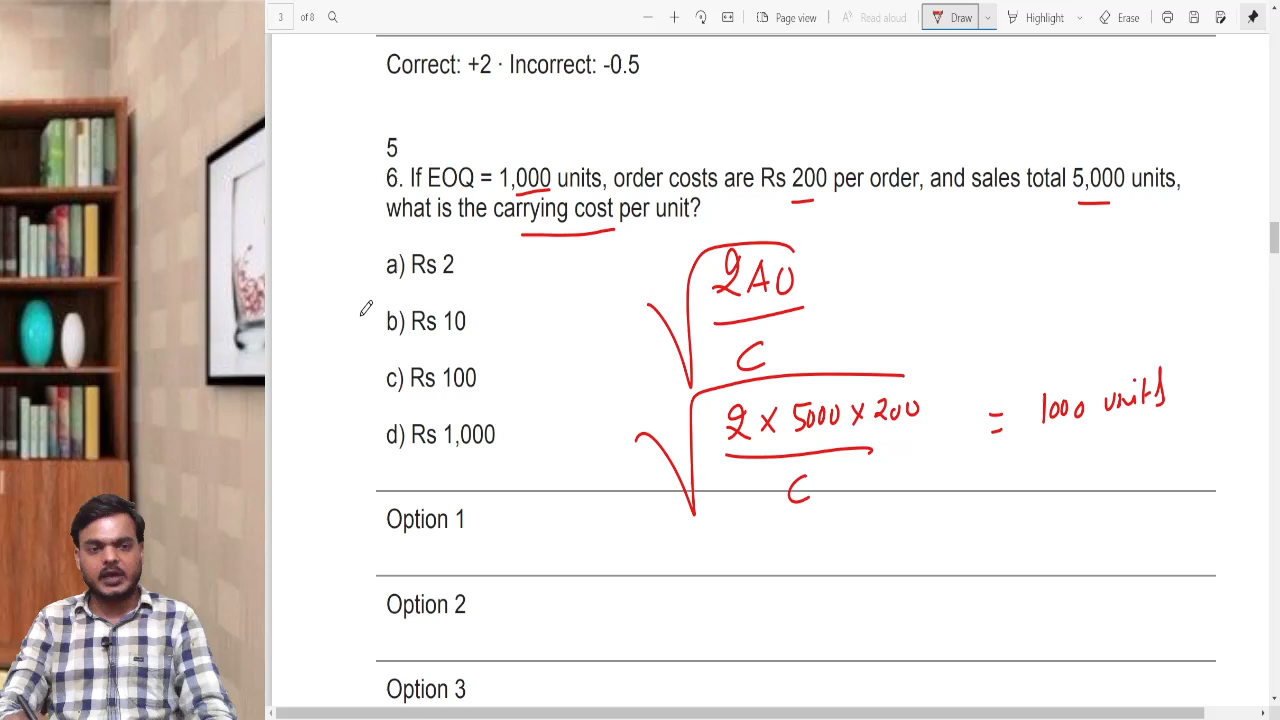 3 of 8 Page view Read aloud Draw Highlight Erase
Correct: +2 · Incorrect: -0.5
5
6. If EOQ = 1,000 units, order costs are Rs 200 per order, and sales total 5,000 units,
what is the carrying cost per unit?
a) Rs 2
b) Rs 10
c) Rs 100
d) Rs 1,000
√
2AO
C
√
2 × 5000 × 200 = 1000 units
C
Option 1
Option 2
Option 3